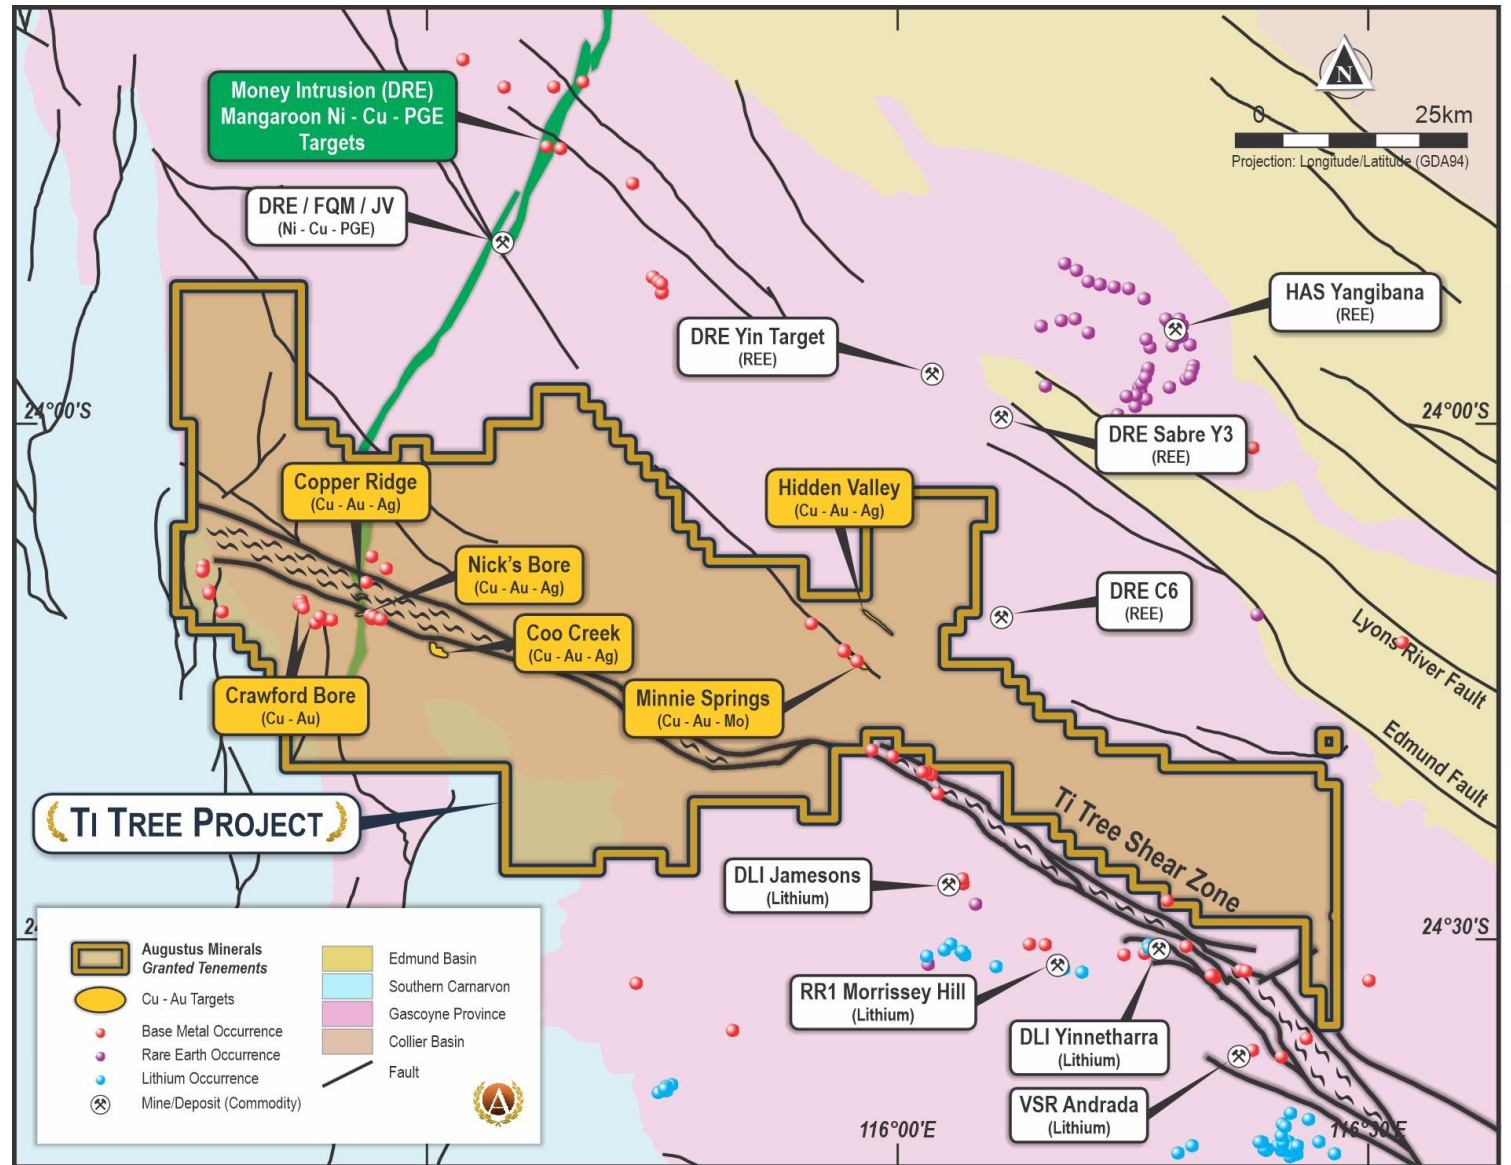 Money Intrusion (DRE)
Mangaroon Ni - Cu - PGE
Targets
N
0 25km
Projection: Longitude/Latitude (GDA94)
DRE / FQM / JV
(Ni - Cu - PGE)
HAS Yangibana
(REE)
DRE Yin Target
(REE)
24°00'S
24°00'S
DRE Sabre Y3
(REE)
Copper Ridge
(Cu - Au - Ag)
Hidden Valley
(Cu - Au - Ag)
Nick's Bore
(Cu - Au - Ag)
DRE C6
(REE)
Coo Creek
(Cu - Au - Ag)
Lyons River Fault
Crawford Bore
(Cu - Au)
Minnie Springs
(Cu - Au - Mo)
Edmund Fault
TI TREE PROJECT
Ti Tree Shear Zone
DLI Jamesons
(Lithium)
24
24°30'S
RR1 Morrissey Hill
(Lithium)
DLI Yinnetharra
(Lithium)
VSR Andrada
(Lithium)
116°00'E
116°30'E
Augustus Minerals
Granted Tenements
Cu - Au Targets
Base Metal Occurrence
Rare Earth Occurrence
Lithium Occurrence
Mine/Deposit (Commodity)
Edmund Basin
Southern Carnarvon
Gascoyne Province
Collier Basin
Fault
A